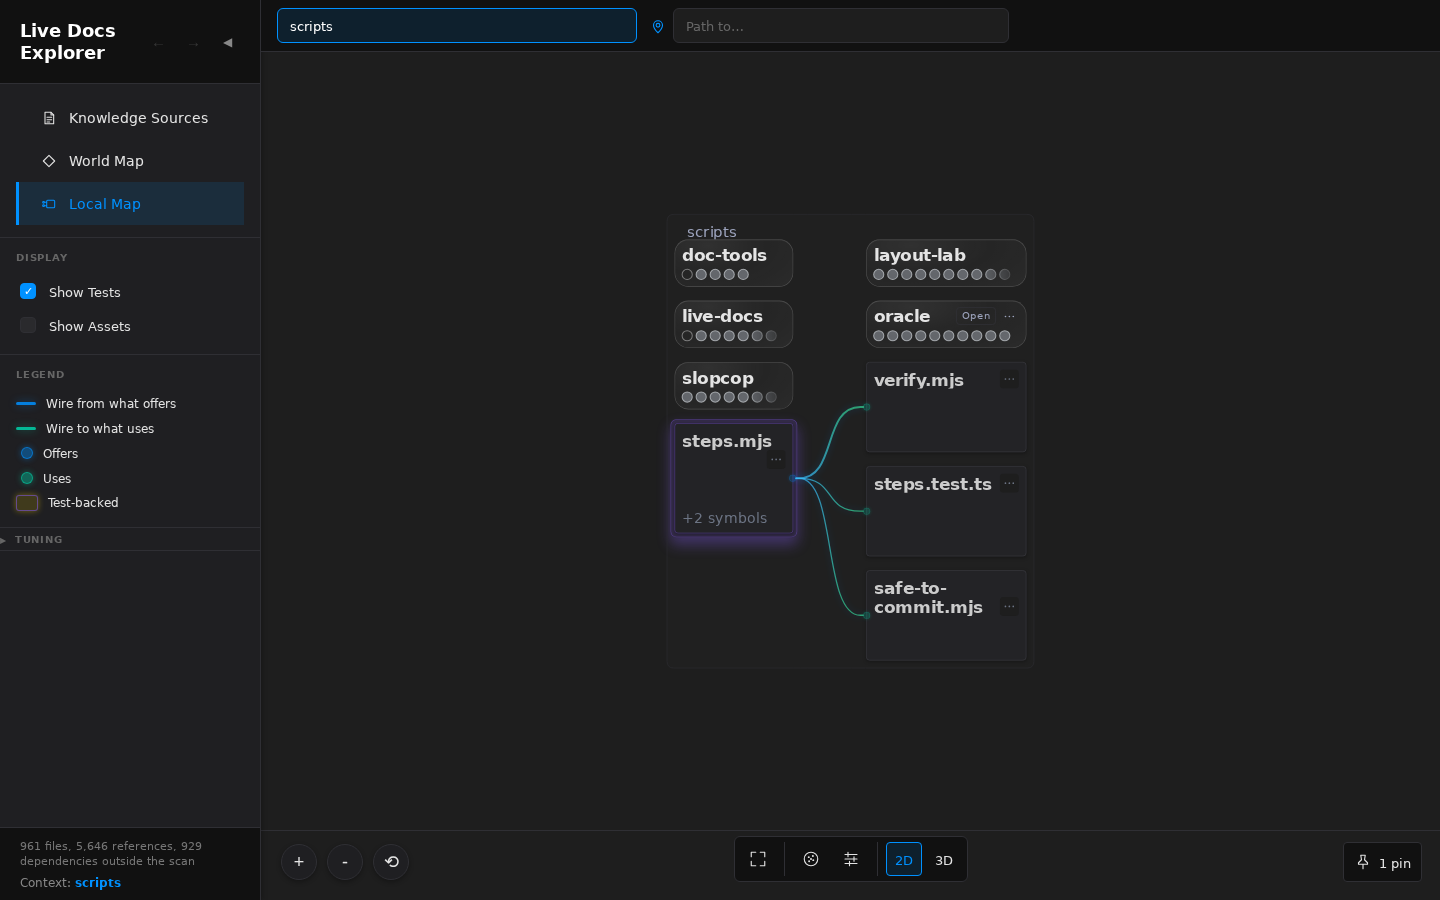 Live Docs
Explorer
← → ◀
scripts
Path to...
Knowledge Sources
World Map
Local Map
DISPLAY
✓ Show Tests
Show Assets
LEGEND
Wire from what offers
Wire to what uses
Offers
Uses
Test-backed
▶ TUNING
961 files, 5,646 references, 929
dependencies outside the scan
Context: scripts
scripts
doc-tools
layout-lab
live-docs
oracle Open ...
slopcop
verify.mjs ...
steps.mjs
...
+2 symbols
steps.test.ts ...
safe-to-
commit.mjs ...
+ - ⟲
2D 3D
1 pin